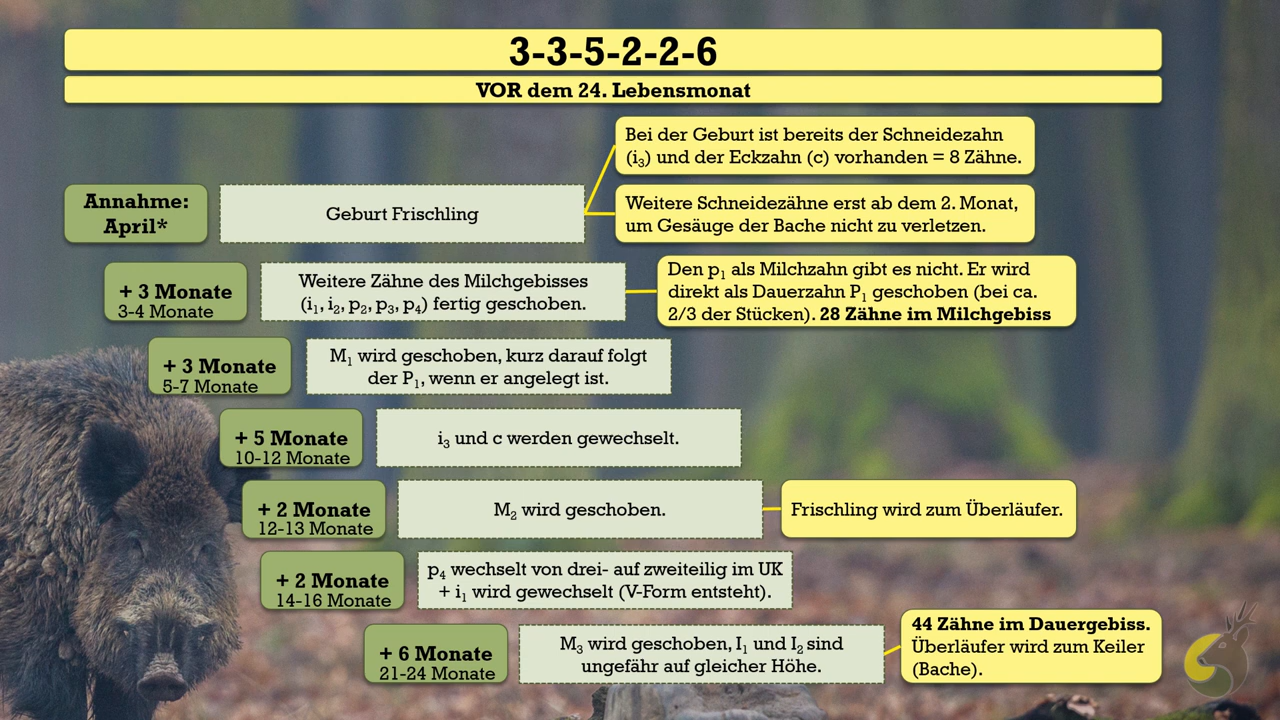 3-3-5-2-2-6
VOR dem 24. Lebensmonat
Annahme:
April*
Geburt Frischling
Bei der Geburt ist bereits der Schneidezahn
(i₃) und der Eckzahn (c) vorhanden = 8 Zähne.
Weitere Schneidezähne erst ab dem 2. Monat,
um Gesäuge der Bache nicht zu verletzen.
+ 3 Monate
3-4 Monate
Weitere Zähne des Milchgebisses
(i₁, i₂, p₂, p₃, p₄) fertig geschoben.
Den p₁ als Milchzahn gibt es nicht. Er wird
direkt als Dauerzahn P₁ geschoben (bei ca.
2/3 der Stücken). 28 Zähne im Milchgebiss
+ 3 Monate
5-7 Monate
M₁ wird geschoben, kurz darauf folgt
der P₁, wenn er angelegt ist.
+ 5 Monate
10-12 Monate
i₃ und c werden gewechselt.
+ 2 Monate
12-13 Monate
M₂ wird geschoben.
Frischling wird zum Überläufer.
+ 2 Monate
14-16 Monate
p₄ wechselt von drei- auf zweiteilig im UK
+ i₁ wird gewechselt (V-Form entsteht).
+ 6 Monate
21-24 Monate
M₃ wird geschoben, I₁ und I₂ sind
ungefähr auf gleicher Höhe.
44 Zähne im Dauergebiss.
Überläufer wird zum Keiler
(Bache).